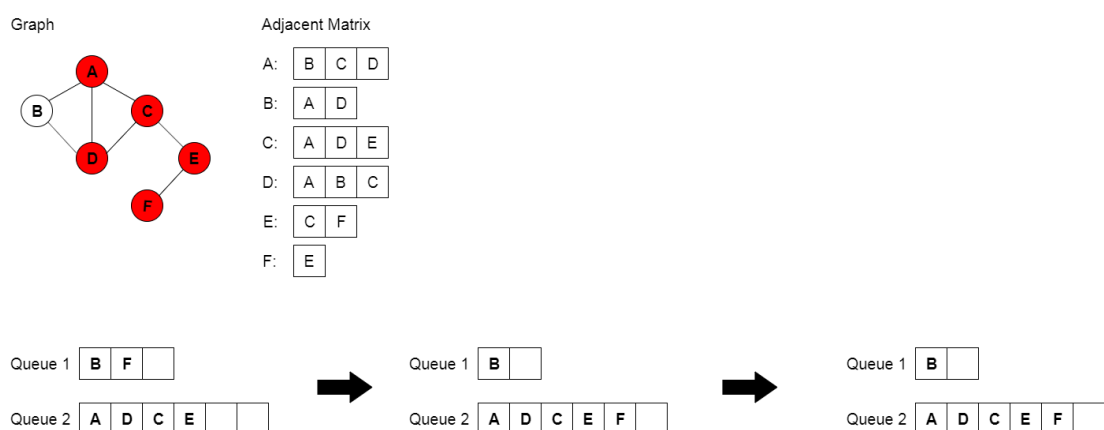 Graph
Adjacent Matrix
A: B C D
B: A D
C: A D E
D: A B C
E: C F
F: E
A
B
C
D
E
F
Queue 1 B F
Queue 2 A D C E
Queue 1 B
Queue 2 A D C E F
Queue 1 B
Queue 2 A D C E F